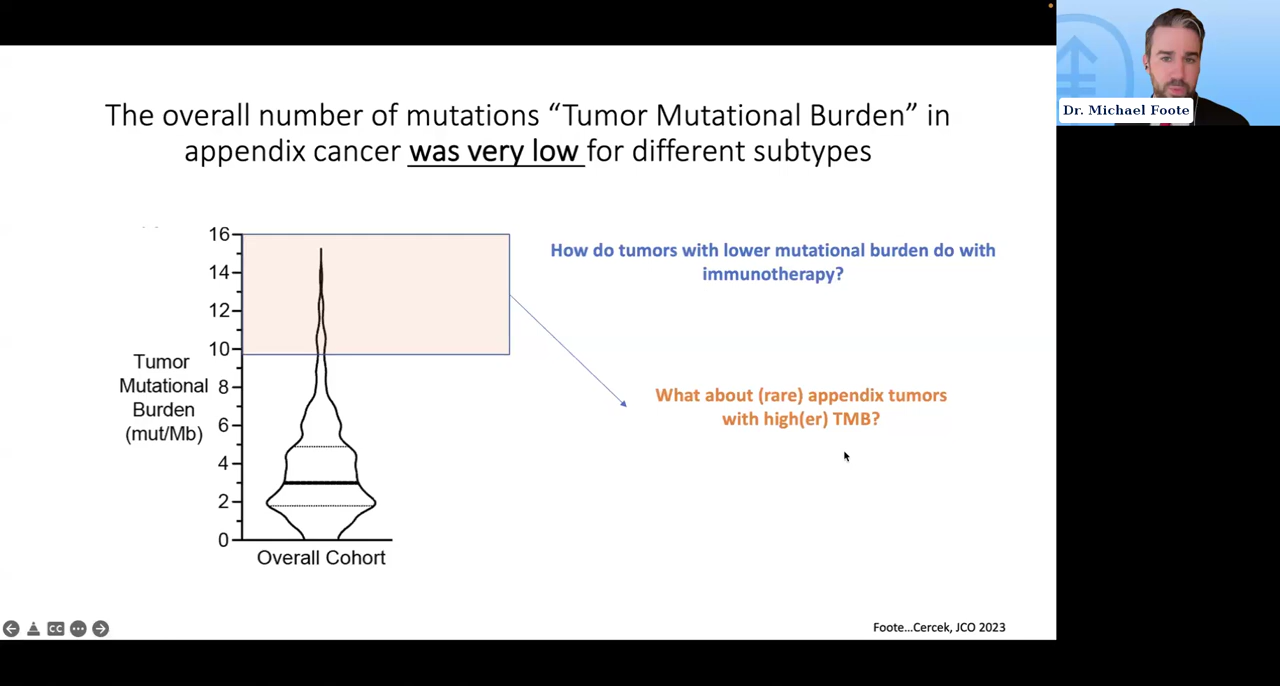 Dr. Michael Foote
The overall number of mutations “Tumor Mutational Burden” in
appendix cancer was very low for different subtypes
16
14
12
10
8
6
4
2
0
Tumor
Mutational
Burden
(mut/Mb)
Overall Cohort
How do tumors with lower mutational burden do with
immunotherapy?
What about (rare) appendix tumors
with high(er) TMB?
CC
Foote...Cercek, JCO 2023